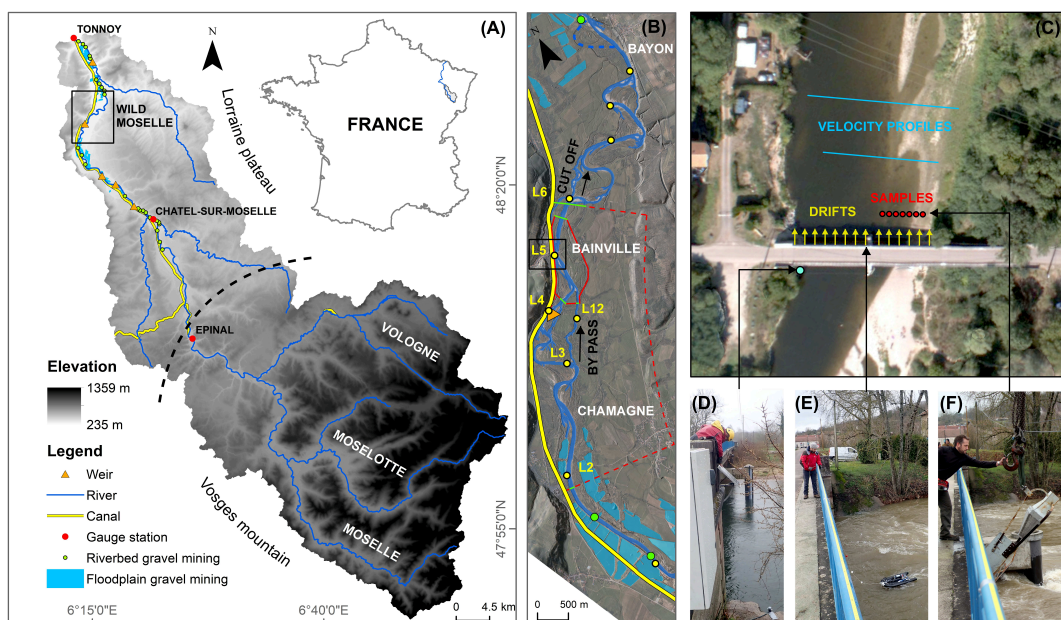 (A)
TONNOY
N
WILD
MOSELLE
Lorraine plateau
FRANCE
CHATEL-SUR-MOSELLE
EPINAL
VOLOGNE
MOSELOTTE
MOSELLE
Vosges mountain
Elevation
1359 m
235 m
Legend
Weir
River
Canal
Gauge station
Riverbed gravel mining
Floodplain gravel mining
6°15'0"E
6°40'0"E
0
4.5 km
48°20'0"N
47°55'0"N
(B)
N
BAYON
CUT OFF
L6
BAINVILLE
L5
L4
L12
BY PASS
L3
CHAMAGNE
L2
0
500 m
(C)
VELOCITY PROFILES
SAMPLES
DRIFTS
(D)
(E)
(F)